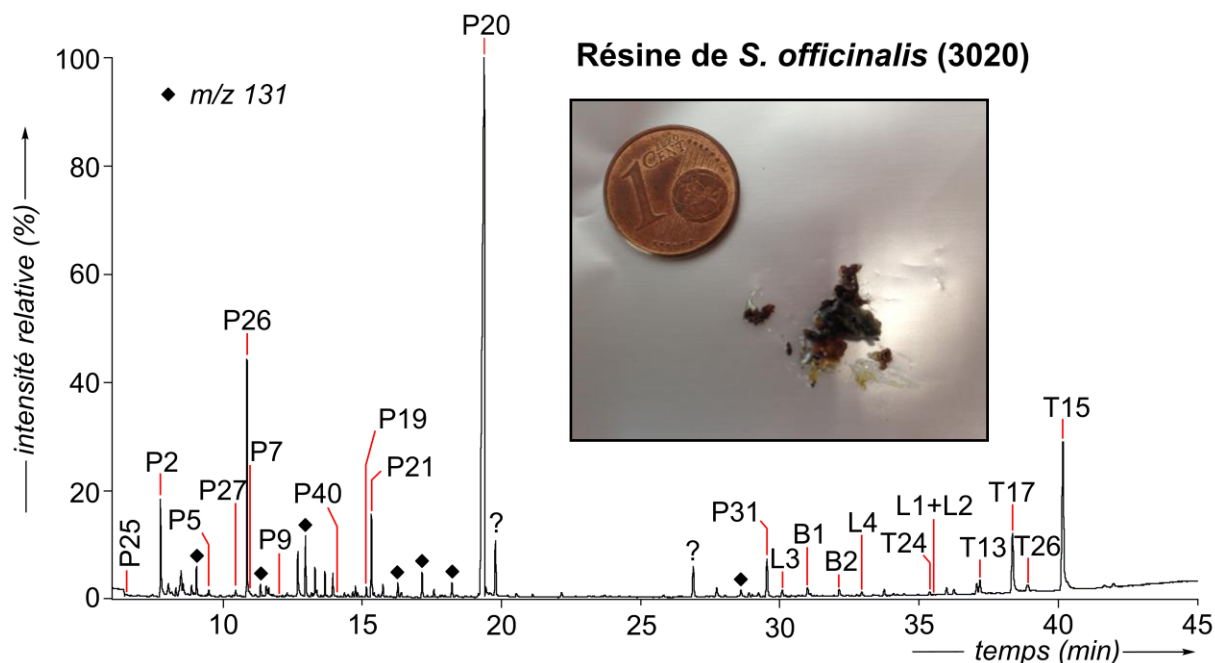 Résine de S. officinalis (3020)
◆ m/z 131
intensité relative (%)
100
80
60
40
20
0
P25
P2
P5
P27
P26
P7
P9
P40
P19
P21
P20
?
?
P31
L3
B1
B2
L4
T24
L1+L2
T13
T17
T26
T15
10
15
20
25
30
35
40
45
temps (min)
1
CENT